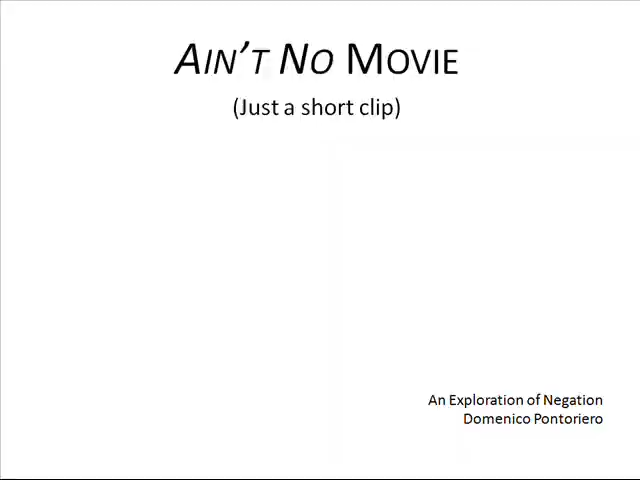 AIN'T NO MOVIE
(Just a short clip)
An Exploration of Negation
Domenico Pontoriero